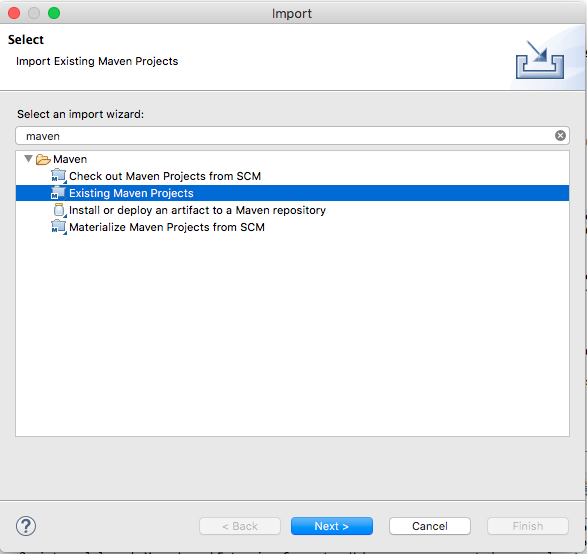 Import
Select
Import Existing Maven Projects
Select an import wizard:
maven
Maven
Check out Maven Projects from SCM
Existing Maven Projects
Install or deploy an artifact to a Maven repository
Materialize Maven Projects from SCM
? < Back Next > Cancel Finish